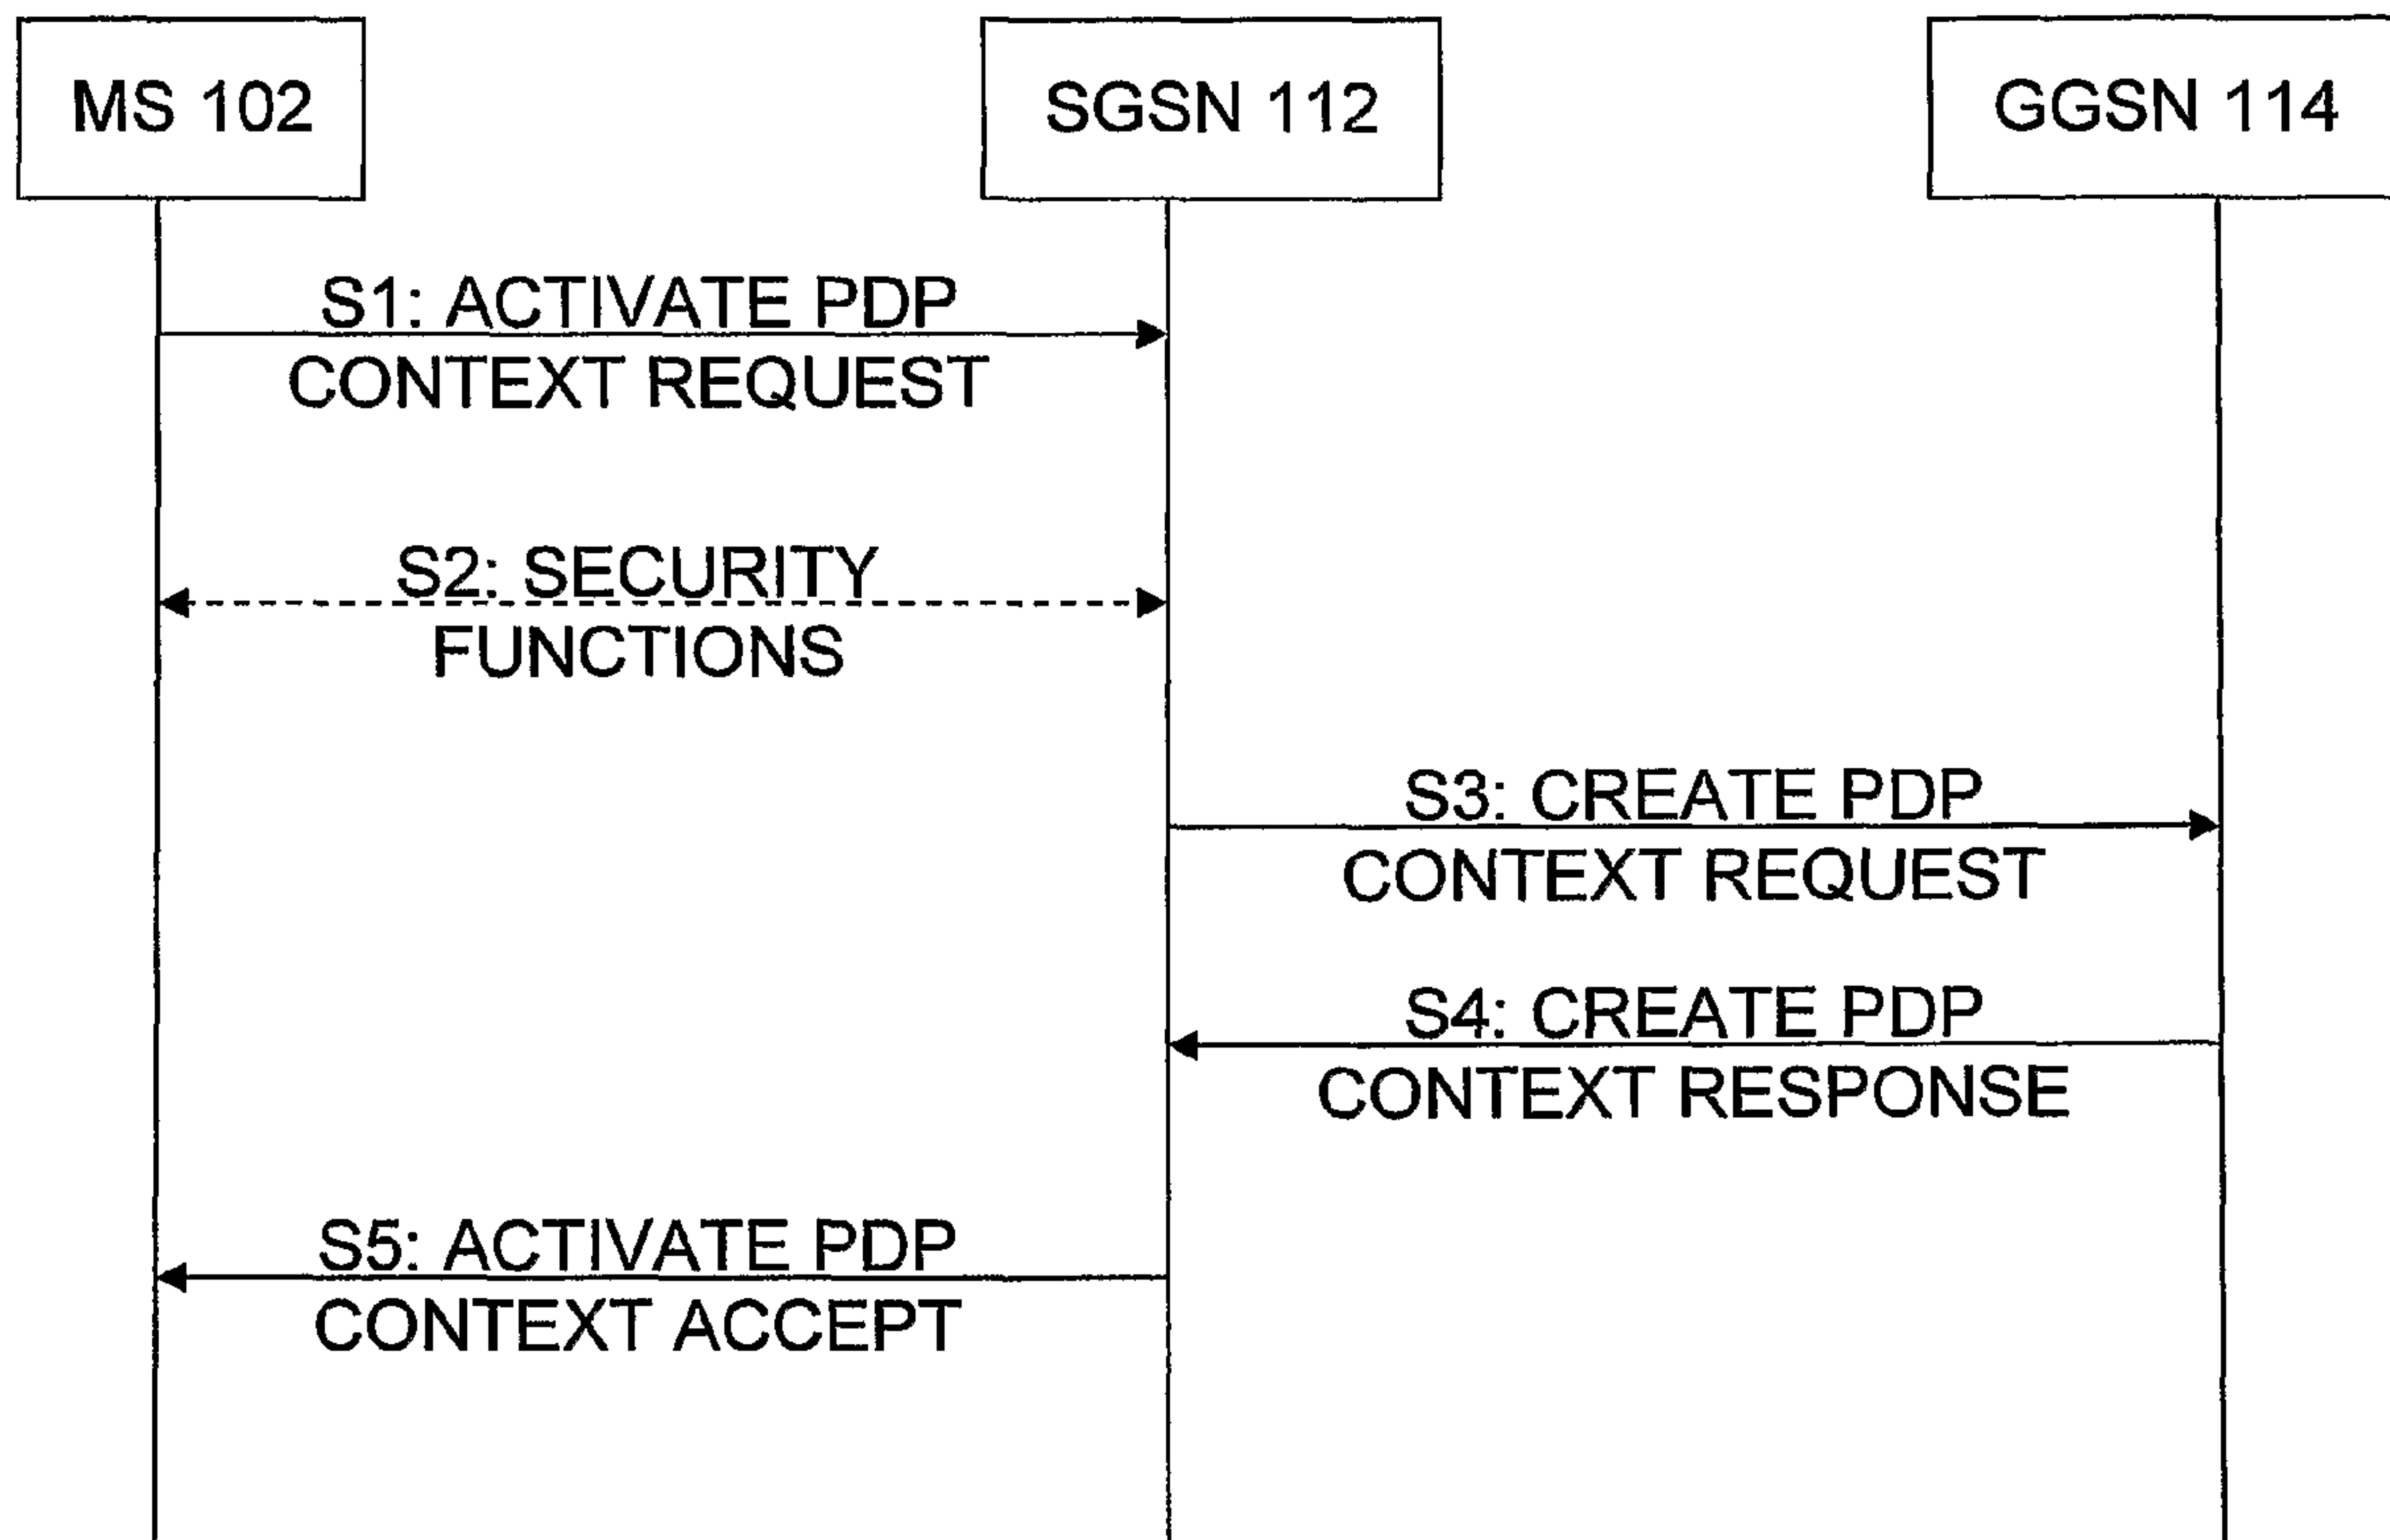 MS 102
SGSN 112
GGSN 114
S1: ACTIVATE PDP
CONTEXT REQUEST
S2: SECURITY
FUNCTIONS
S3: CREATE PDP
CONTEXT REQUEST
S4: CREATE PDP
CONTEXT RESPONSE
S5: ACTIVATE PDP
CONTEXT ACCEPT